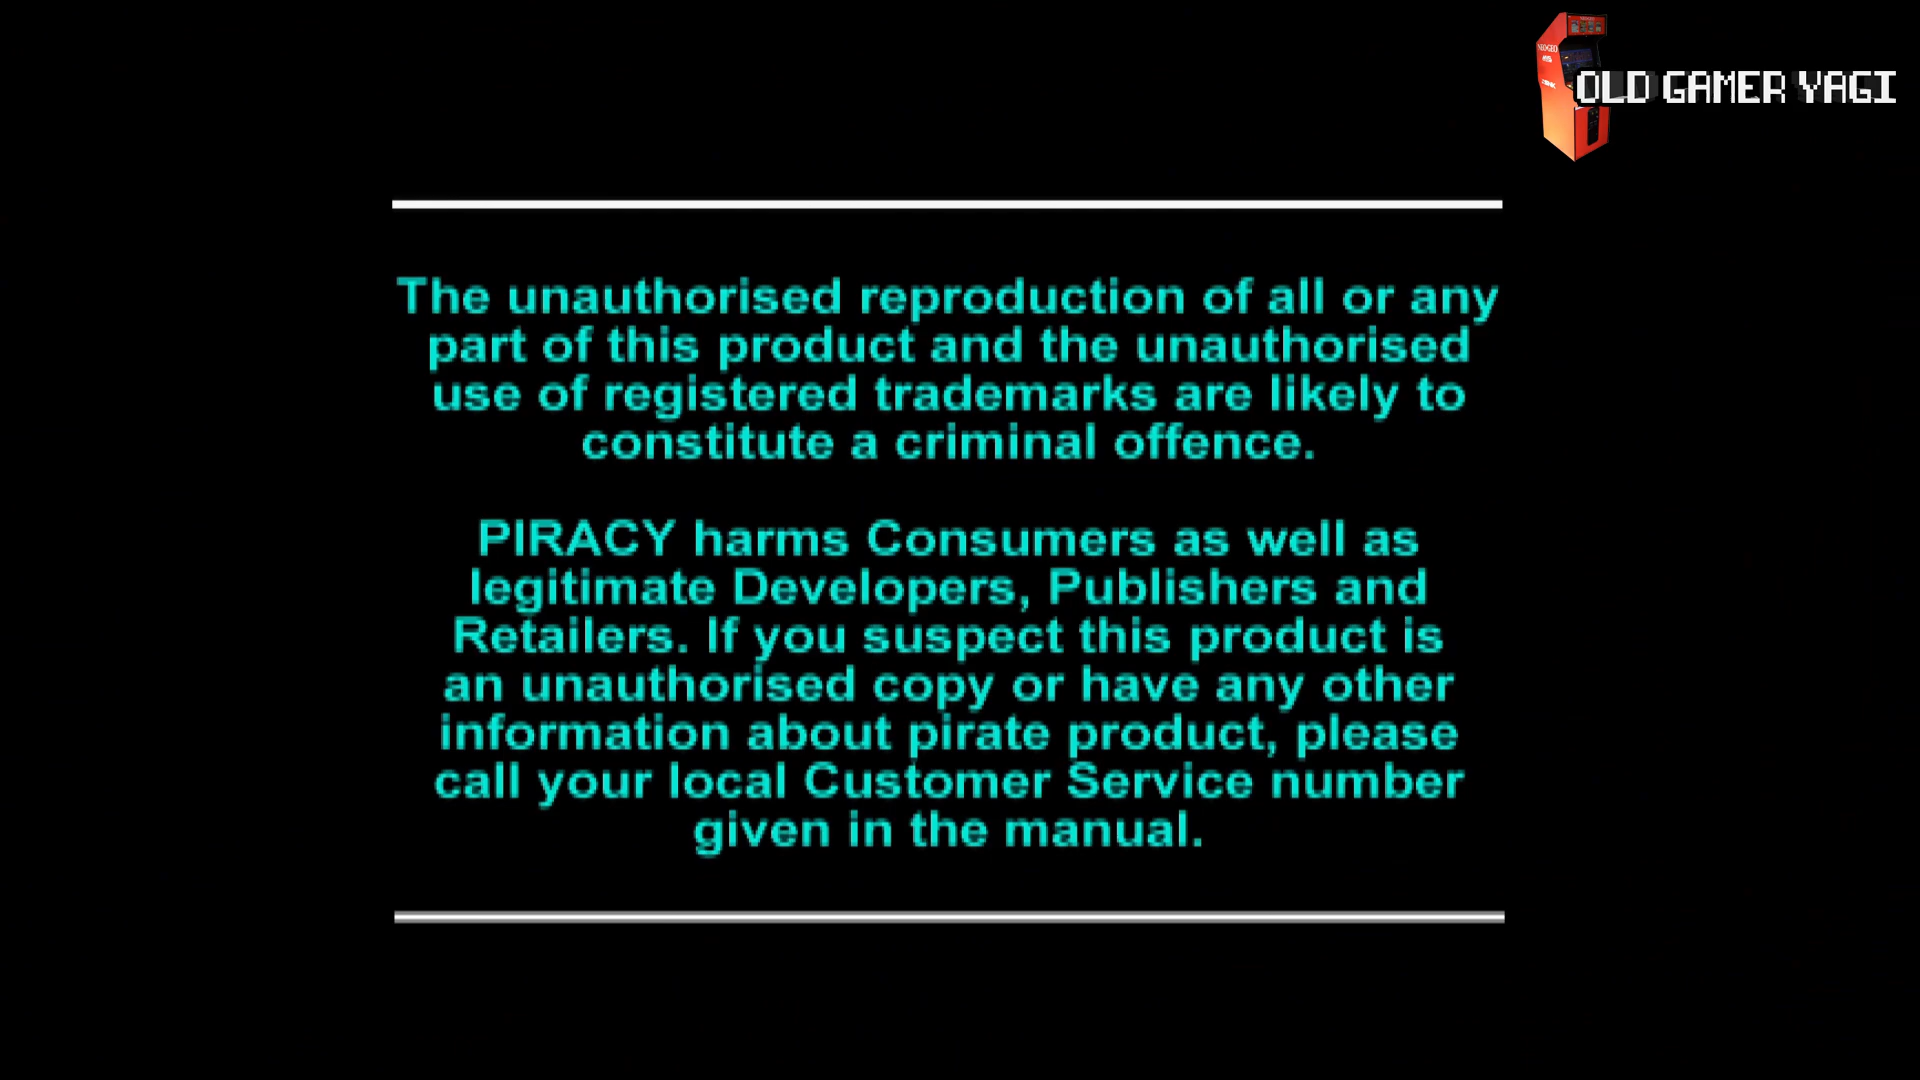 OLD GAMER YAGI
The unauthorised reproduction of all or any
part of this product and the unauthorised
use of registered trademarks are likely to
constitute a criminal offence.
PIRACY harms Consumers as well as
legitimate Developers, Publishers and
Retailers. If you suspect this product is
an unauthorised copy or have any other
information about pirate product, please
call your local Customer Service number
given in the manual.